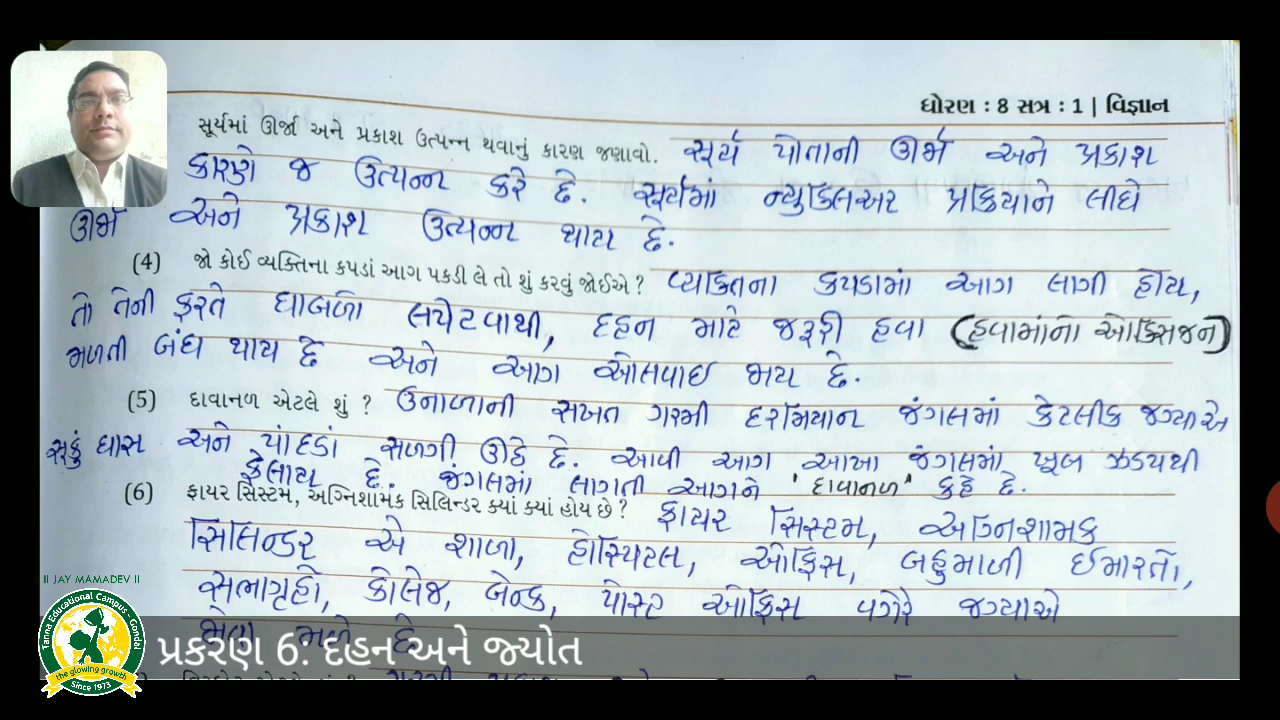 ધોરણ : 8 સત્ર : 1 | વિજ્ઞાન
સૂર્યમાં ઊર્જા અને પ્રકાશ ઉત્પન્ન થવાનું કારણ જણાવો. સૂર્ય પોતાની ઊર્જા અને પ્રકાશ
કારણે જ ઉત્પન્ન કરે છે. સૂર્યમાં ન્યુક્લિઅર પ્રક્રિયાને લીધે
ઊર્જા અને પ્રકાશ ઉત્પન્ન થાય છે.
(4) જો કોઈ વ્યક્તિના કપડાં આગ પકડી લે તો શું કરવું જોઈએ ? વ્યક્તિના કપડામાં આગ લાગી હોય,
તો તેની ફરતે ધાબળા લપેટવાથી, દહન માટે જરૂરી હવા (હવામાંનો ઓક્સિજન)
મળતી બંધ થાય છે અને આગ ઓલવાઇ જાય છે.
(5) દાવાનળ એટલે શું ? ઉનાળાની સખત ગરમી દરમિયાન જંગલમાં કેટલીક જગ્યાએ
સૂકું ઘાસ અને પાંદડાં સળગી ઊઠે છે. આવી આગ આખા જંગલમાં ખૂબ ઝડપથી
ફેલાય છે. જંગલમાં લાગતી આગને 'દાવાનળ' કહે છે.
(6) ફાયર સિસ્ટમ, અગ્નિશામક સિલિન્ડર ક્યાં ક્યાં હોય છે ? ફાયર સિસ્ટમ, અગ્નિશામક
સિલિન્ડર એ શાળા, હોસ્પિટલ, ઓફિસ, બહુમાળી ઈમારતો,
સભાગૃહો, કોલેજ, બેન્ક, પોસ્ટ ઓફિસ વગેરે જગ્યાએ
છે.
|| JAY MAMADEV ||
Tanna Educational Campus - Gondal
the glowing growth
Since 1973
પ્રકરણ 6. દહન અને જ્યોત